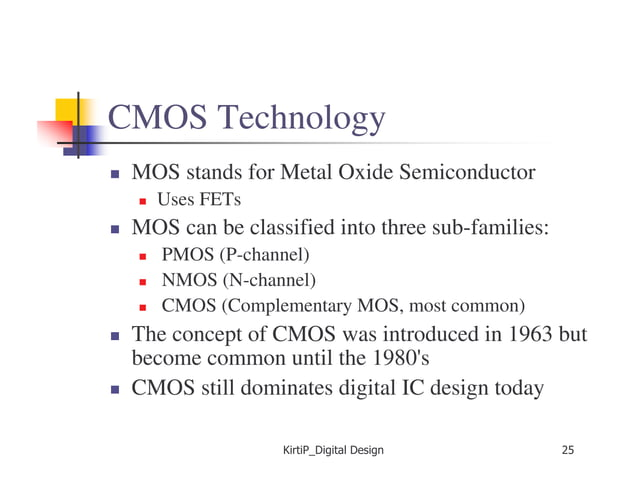 CMOS Technology
MOS stands for Metal Oxide Semiconductor
Uses FETs
MOS can be classified into three sub-families:
PMOS (P-channel)
NMOS (N-channel)
CMOS (Complementary MOS, most common)
The concept of CMOS was introduced in 1963 but
become common until the 1980's
CMOS still dominates digital IC design today
KirtiP_Digital Design
25